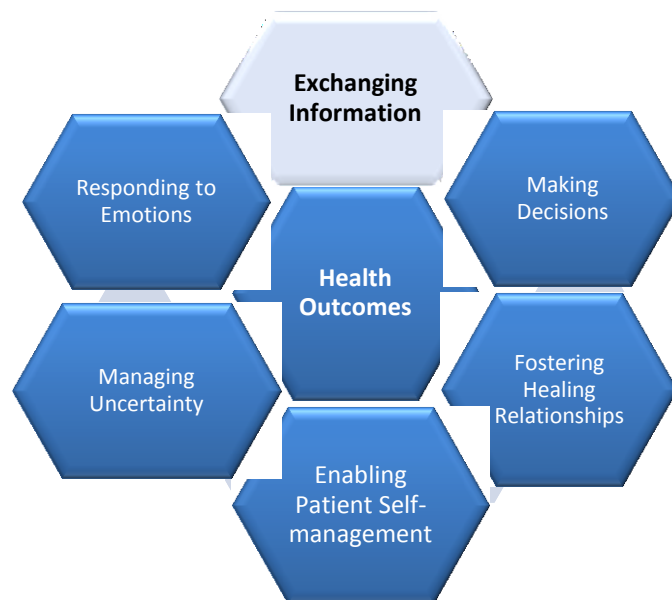 Exchanging
Information
Responding to
Emotions
Making
Decisions
Health
Outcomes
Managing
Uncertainty
Fostering
Healing
Relationships
Enabling
Patient Self-
management